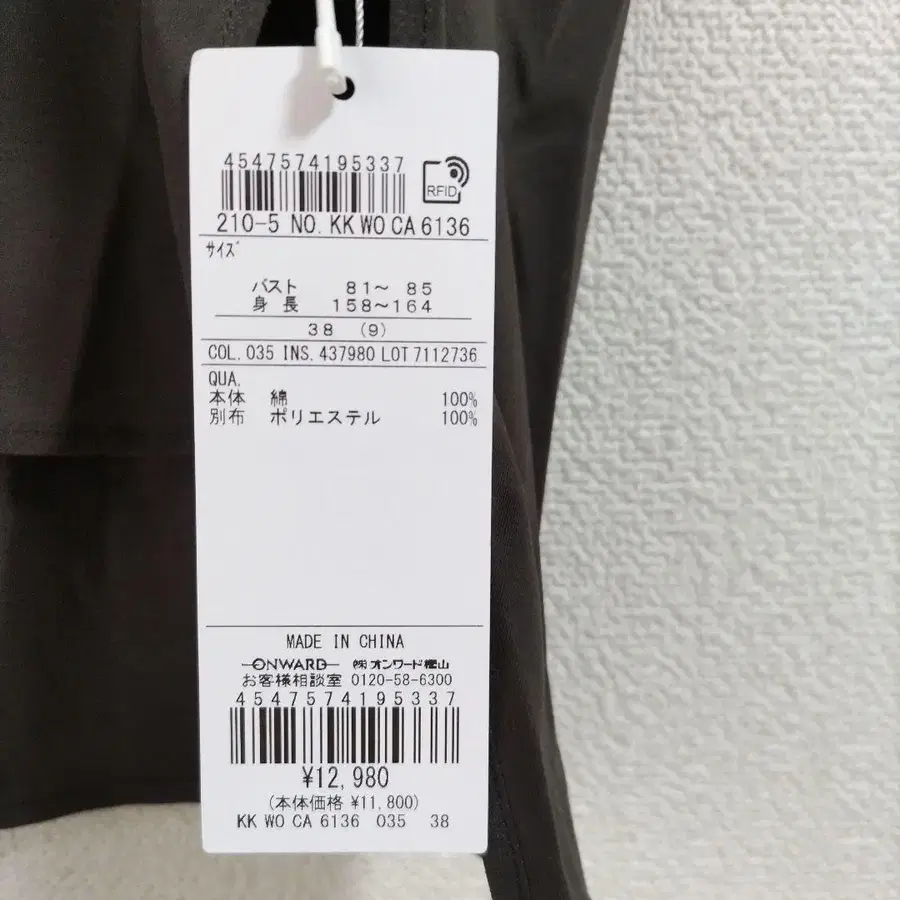 4547574195337
RFID
210-5 NO. KK WO CA 6136
サイズ
バスト 81～ 85
身長 158～164
38 (9)
COL. 035 INS. 437980 LOT 7112736
QUA.
本体 綿 100%
別布 ポリエステル 100%
MADE IN CHINA
ONWARD ㈱オンワード樫山
お客様相談室 0120-58-6300
4547574195337
¥12,980
(本体価格 ¥11,800)
KK WO CA 6136 035 38